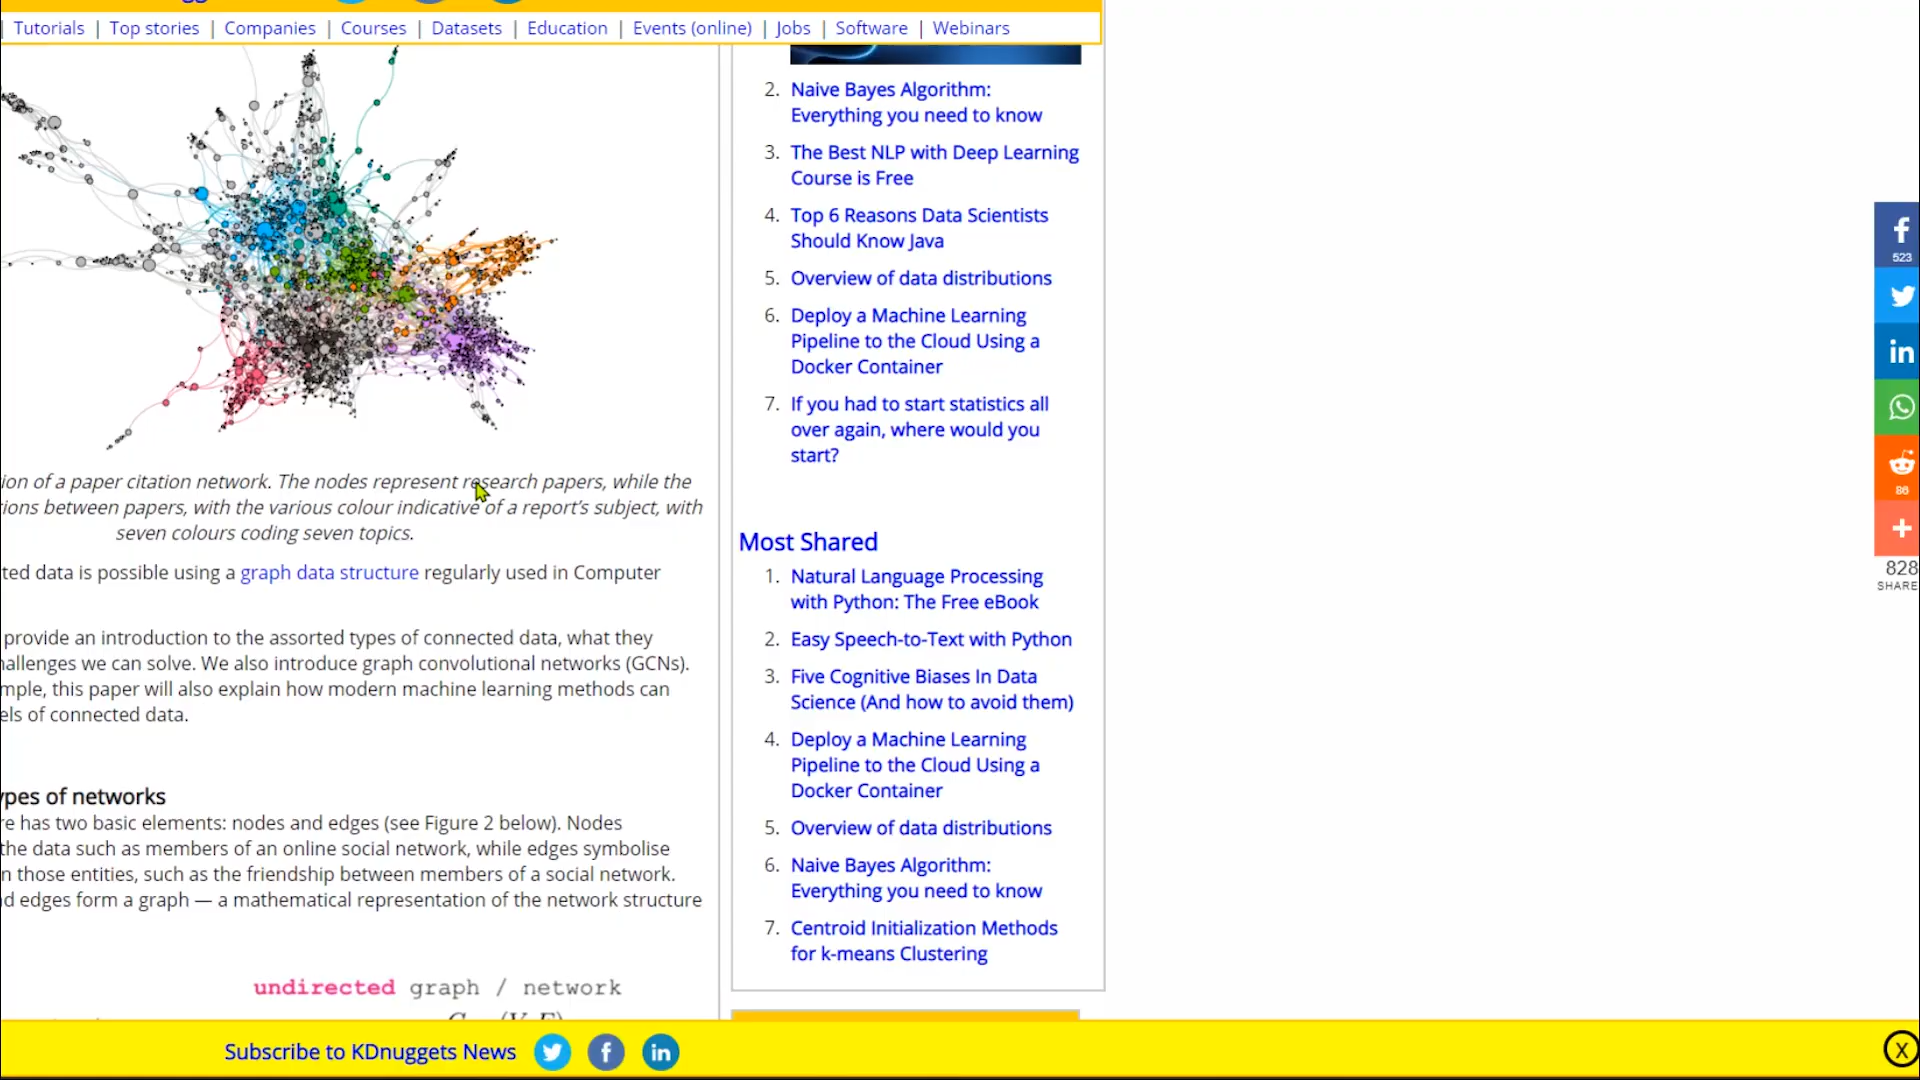 Tutorials | Top stories | Companies | Courses | Datasets | Education | Events (online) | Jobs | Software | Webinars
ion of a paper citation network. The nodes represent research papers, while the
ions between papers, with the various colour indicative of a report's subject, with
seven colours coding seven topics.
ted data is possible using a graph data structure regularly used in Computer
provide an introduction to the assorted types of connected data, what they
hallenges we can solve. We also introduce graph convolutional networks (GCNs).
mple, this paper will also explain how modern machine learning methods can
els of connected data.
ypes of networks
re has two basic elements: nodes and edges (see Figure 2 below). Nodes
the data such as members of an online social network, while edges symbolise
n those entities, such as the friendship between members of a social network.
d edges form a graph — a mathematical representation of the network structure
undirected graph / network
2. Naive Bayes Algorithm:
Everything you need to know
3. The Best NLP with Deep Learning
Course is Free
4. Top 6 Reasons Data Scientists
Should Know Java
5. Overview of data distributions
6. Deploy a Machine Learning
Pipeline to the Cloud Using a
Docker Container
7. If you had to start statistics all
over again, where would you
start?
Most Shared
1. Natural Language Processing
with Python: The Free eBook
2. Easy Speech-to-Text with Python
3. Five Cognitive Biases In Data
Science (And how to avoid them)
4. Deploy a Machine Learning
Pipeline to the Cloud Using a
Docker Container
5. Overview of data distributions
6. Naive Bayes Algorithm:
Everything you need to know
7. Centroid Initialization Methods
for k-means Clustering
523
86
828
SHARE
Subscribe to KDnuggets News
X